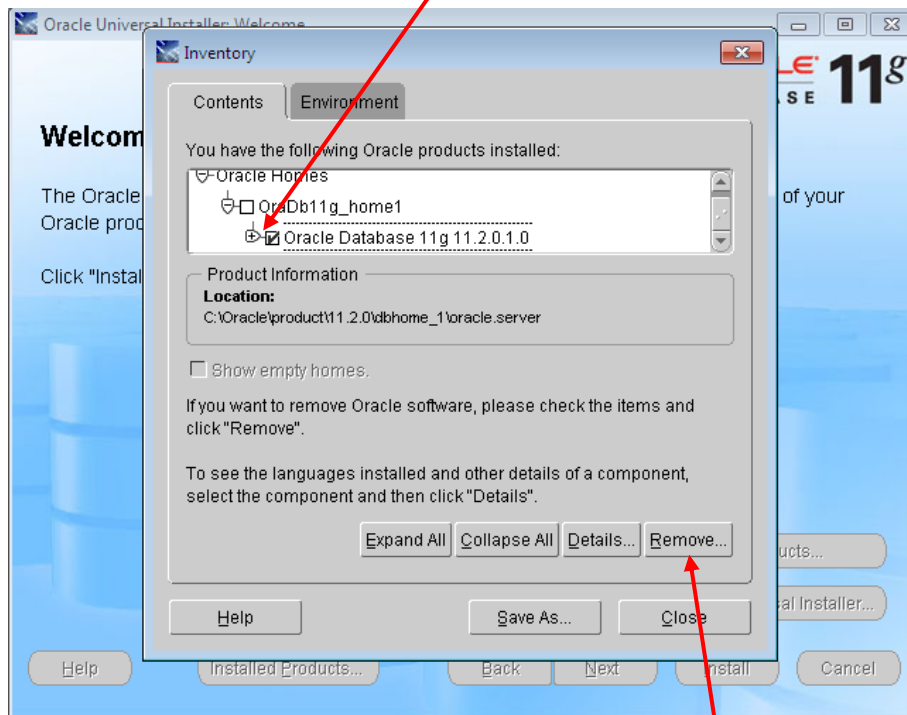 Oracle Universal Installer: Welcome
Inventory
11g
Contents
Environment
Welcom
You have the following Oracle products installed:
Oracle Homes
OraDb11g_home1
Oracle Database 11g 11.2.0.1.0
The Oracle
of your
Oracle prod
Click "Instal
Product Information
Location:
C:\Oracle\product\11.2.0\dbhome_1\oracle.server
Show empty homes.
If you want to remove Oracle software, please check the items and
click "Remove".
To see the languages installed and other details of a component,
select the component and then click "Details".
Expand All
Collapse All
Details...
Remove...
ucts...
al Installer...)
Help
Save As...
Close
Help
Installed Products...
Back
Next
Install
Cancel